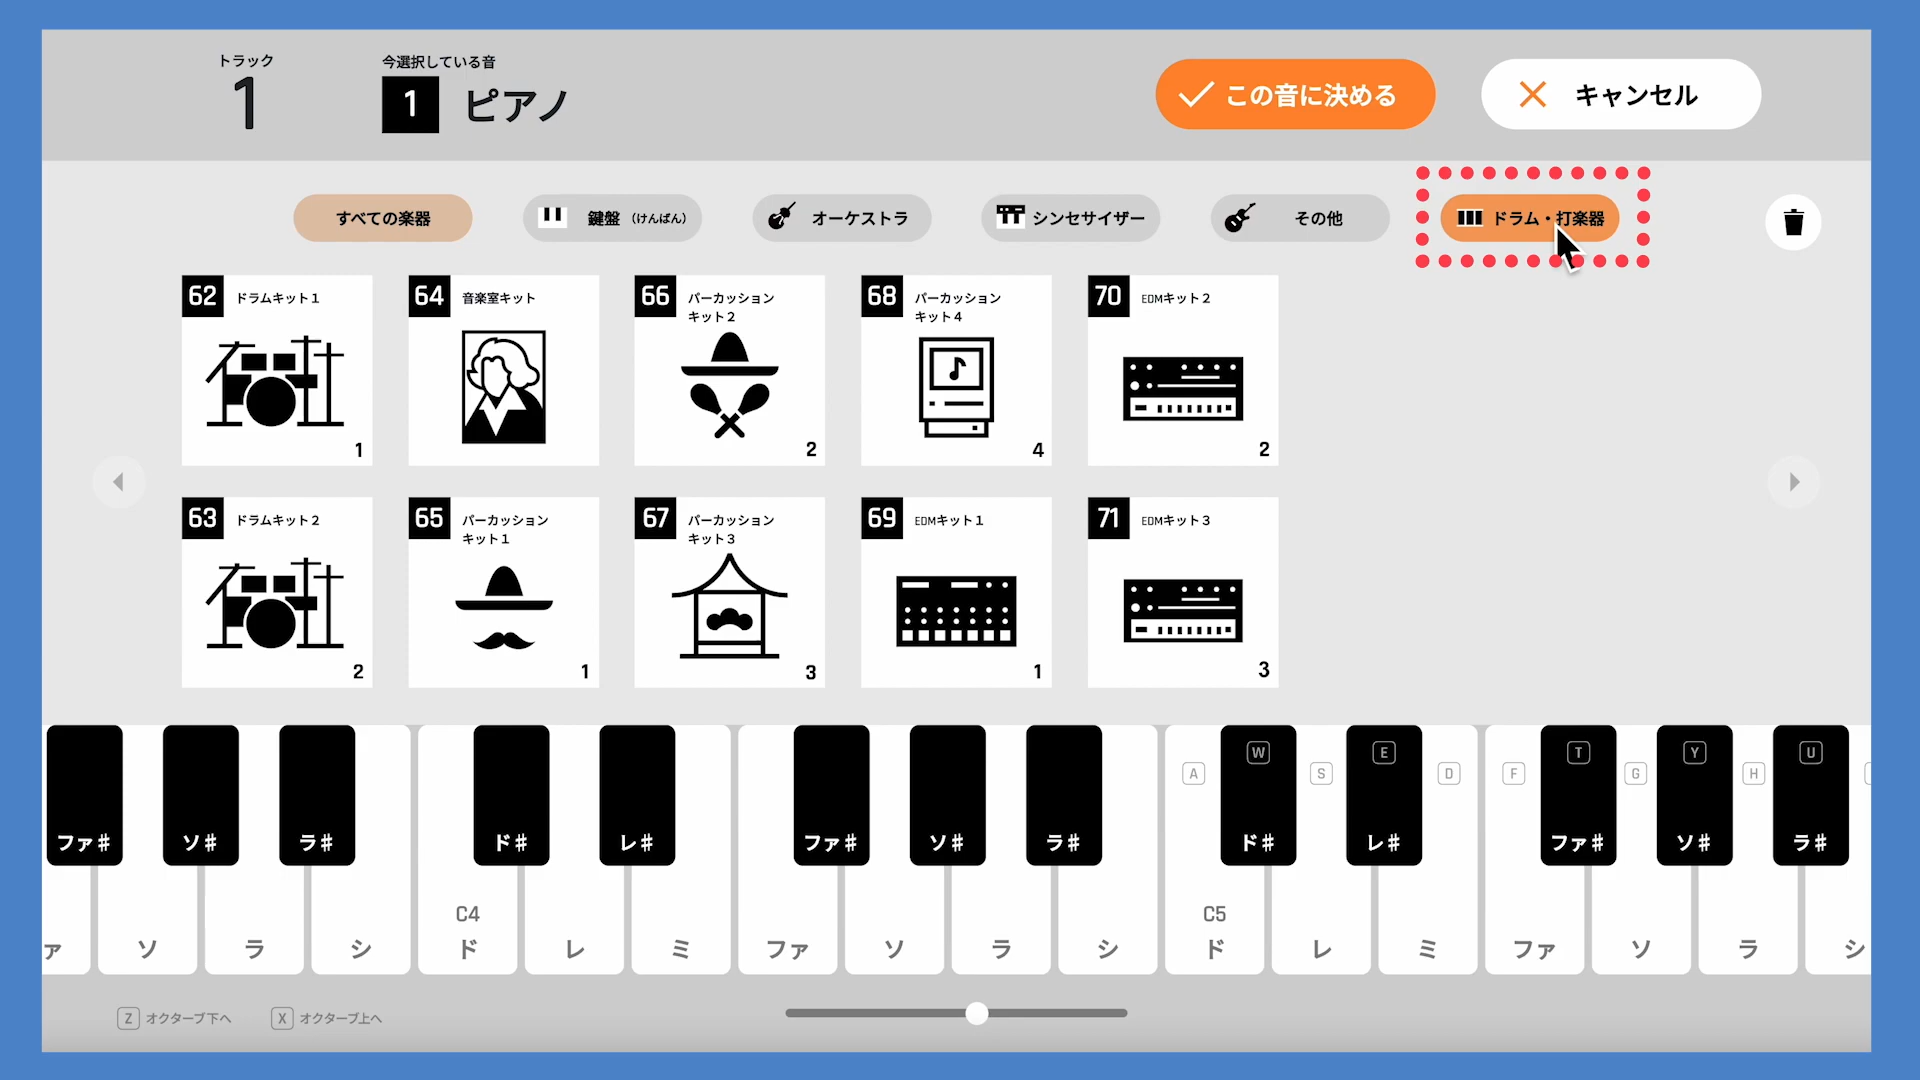 トラック
1
今選択している音
1 ピアノ
この音に決める
キャンセル
すべての楽器
鍵盤（けんばん）
オーケストラ
シンセサイザー
その他
ドラム・打楽器
62 ドラムキット1
1
64 音楽室キット
66 パーカッション
キット2
2
68 パーカッション
キット4
4
70 EDMキット2
2
63 ドラムキット2
2
65 パーカッション
キット1
1
67 パーカッション
キット3
3
69 EDMキット1
1
71 EDMキット3
3
W E T Y U
A S D F G H
ファ♯ ソ♯ ラ♯ ド♯ レ♯ ファ♯ ソ♯ ラ♯ ド♯ レ♯ ファ♯ ソ♯ ラ♯
C4 C5
ァ ソ ラ シ ド レ ミ ファ ソ ラ シ ド レ ミ ファ ソ ラ シ
Z オクターブ下へ
X オクターブ上へ